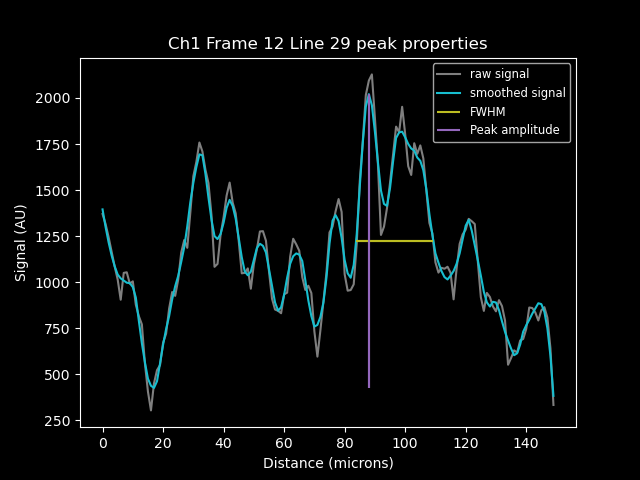 Ch1 Frame 12 Line 29 peak properties
raw signal
smoothed signal
FWHM
Peak amplitude
Signal (AU)
2000
1750
1500
1250
1000
750
500
250
0 20 40 60 80 100 120 140
Distance (microns)